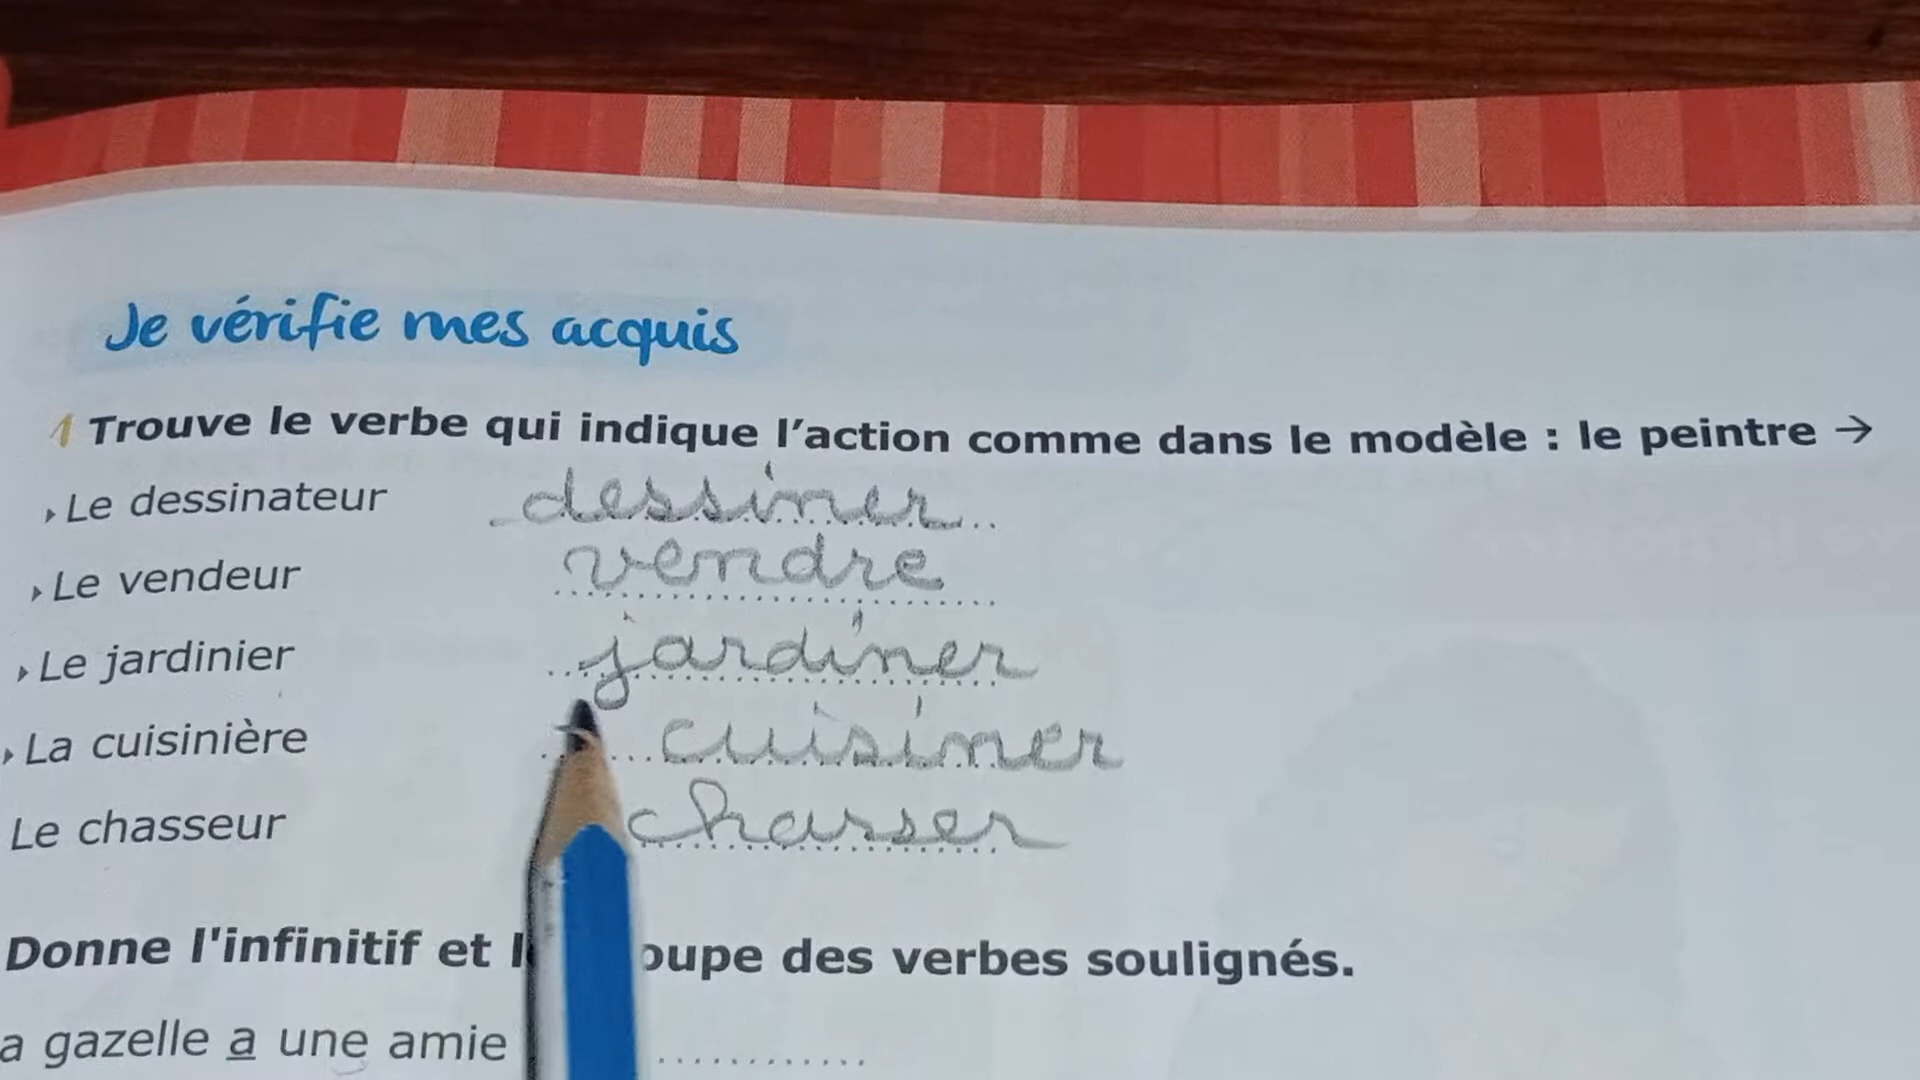 Je vérifie mes acquis
1 Trouve le verbe qui indique l'action comme dans le modèle : le peintre →
▸ Le dessinateur dessiner
▸ Le vendeur vendre
▸ Le jardinier jardiner
▸ La cuisinière cuisiner
Le chasseur chasser
Donne l'infinitif et des verbes soulignés.
a gazelle a une amie